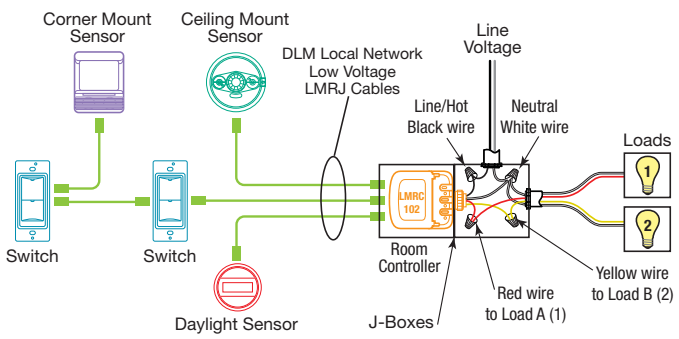 Corner Mount
Sensor
Ceiling Mount
Sensor
DLM Local Network
Low Voltage
LMRJ Cables
Line
Voltage
Line/Hot
Black wire
Neutral
White wire
Loads
1
2
LMRC
102
Switch
Switch
Room
Controller
Daylight Sensor
J-Boxes
Red wire
to Load A (1)
Yellow wire
to Load B (2)